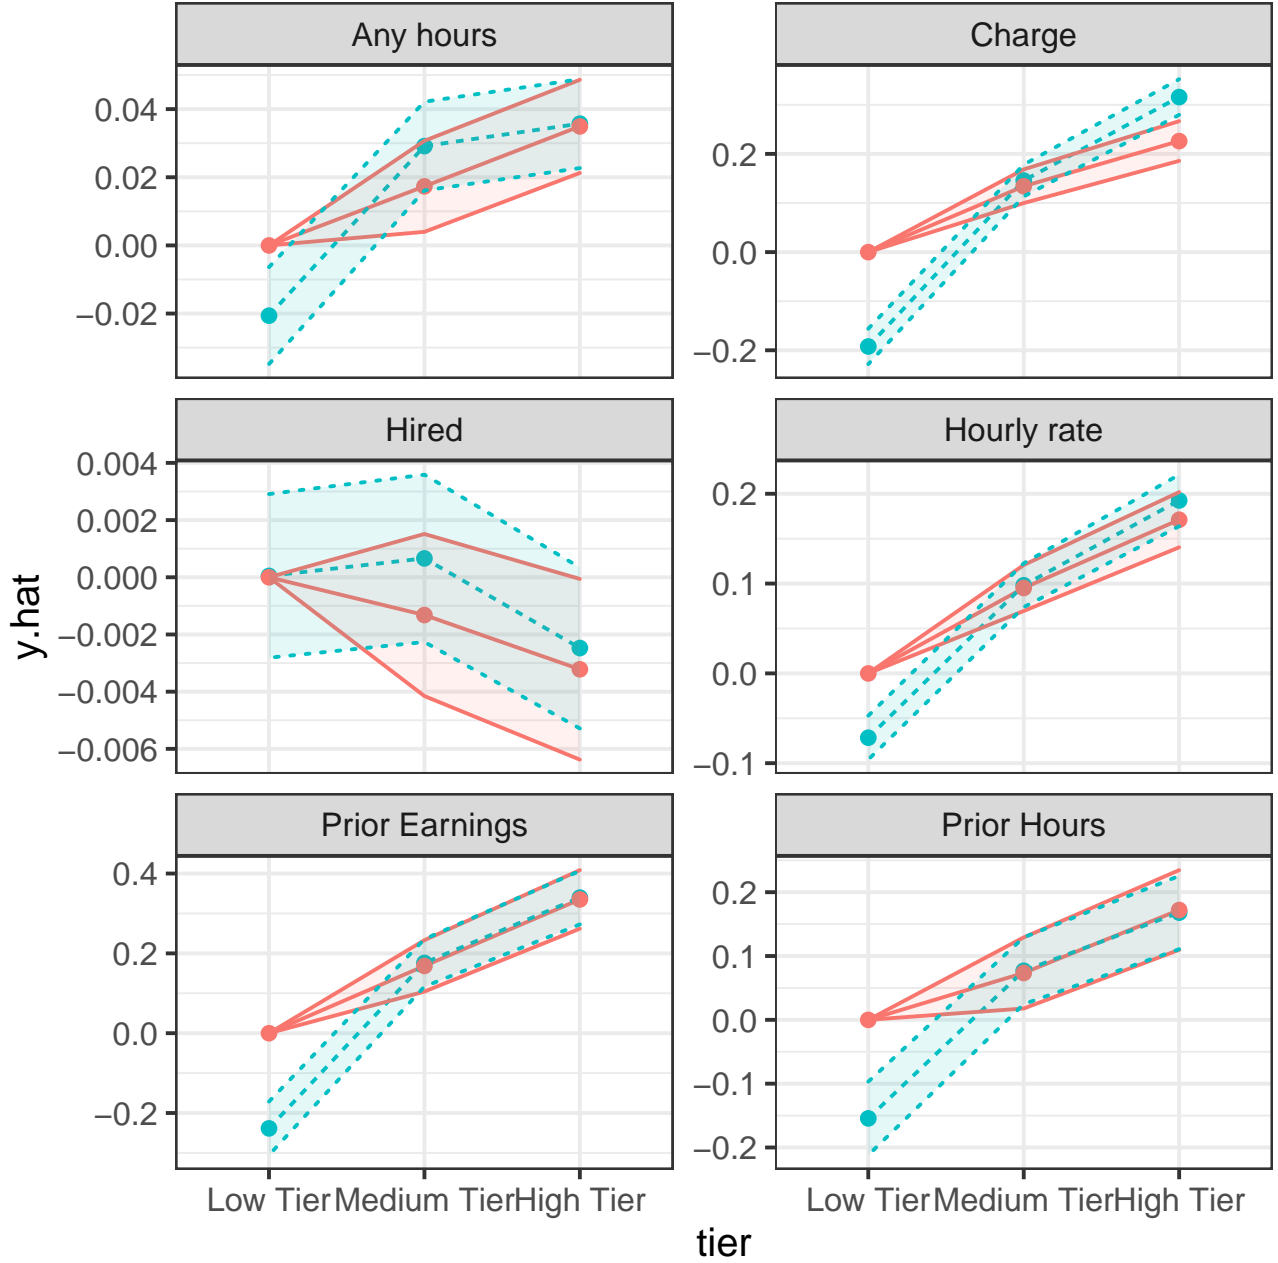 Any hours
0.04
0.02
0.00
−0.02
Charge
0.2
0.0
−0.2
Hired
0.004
0.002
0.000
−0.002
−0.004
−0.006
Hourly rate
0.2
0.1
0.0
−0.1
Prior Earnings
0.4
0.2
0.0
−0.2
Prior Hours
0.2
0.1
0.0
−0.1
−0.2
Low Tier Medium Tier High Tier
Low Tier Medium Tier High Tier
y.hat
tier